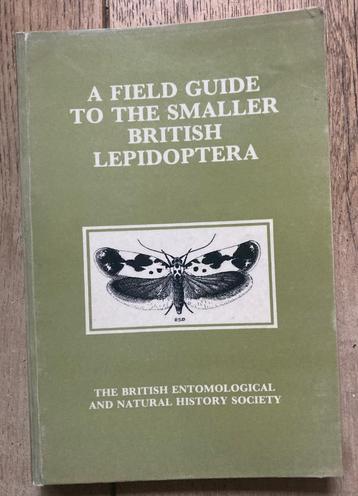 A FIELD GUIDE
TO THE SMALLER
BRITISH
LEPIDOPTERA
THE BRITISH ENTOMOLOGICAL
AND NATURAL HISTORY SOCIETY